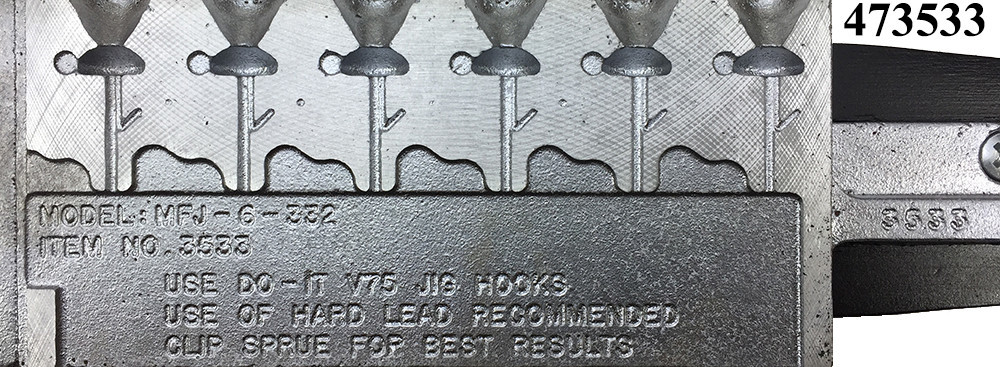 473533
MODEL: MFJ-6-332
ITEM NO. 3533
USE DO-IT V75 JIG HOOKS
USE OF HARD LEAD RECOMMENDED
CLIP SPRUE FOR BEST RESULTS
3533